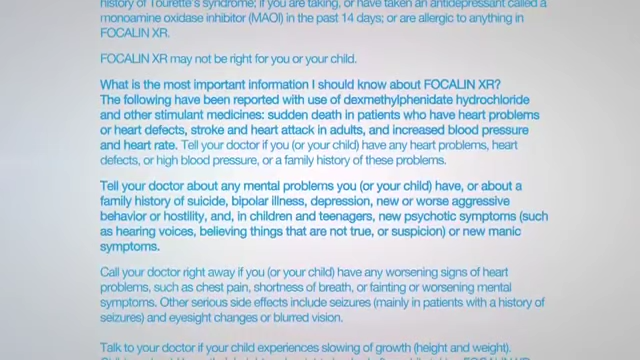 history of Tourette's syndrome; if you are taking, or have taken an antidepressant called a
monoamine oxidase inhibitor (MAOI) in the past 14 days; or are allergic to anything in
FOCALIN XR.
FOCALIN XR may not be right for you or your child.
What is the most important information I should know about FOCALIN XR?
The following have been reported with use of dexmethylphenidate hydrochloride
and other stimulant medicines: sudden death in patients who have heart problems
or heart defects, stroke and heart attack in adults, and increased blood pressure
and heart rate. Tell your doctor if you (or your child) have any heart problems, heart
defects, or high blood pressure, or a family history of these problems.
Tell your doctor about any mental problems you (or your child) have, or about a
family history of suicide, bipolar illness, depression, new or worse aggressive
behavior or hostility, and, in children and teenagers, new psychotic symptoms (such
as hearing voices, believing things that are not true, or suspicion) or new manic
symptoms.
Call your doctor right away if you (or your child) have any worsening signs of heart
problems, such as chest pain, shortness of breath, or fainting or worsening mental
symptoms. Other serious side effects include seizures (mainly in patients with a history of
seizures) and eyesight changes or blurred vision.
Talk to your doctor if your child experiences slowing of growth (height and weight).